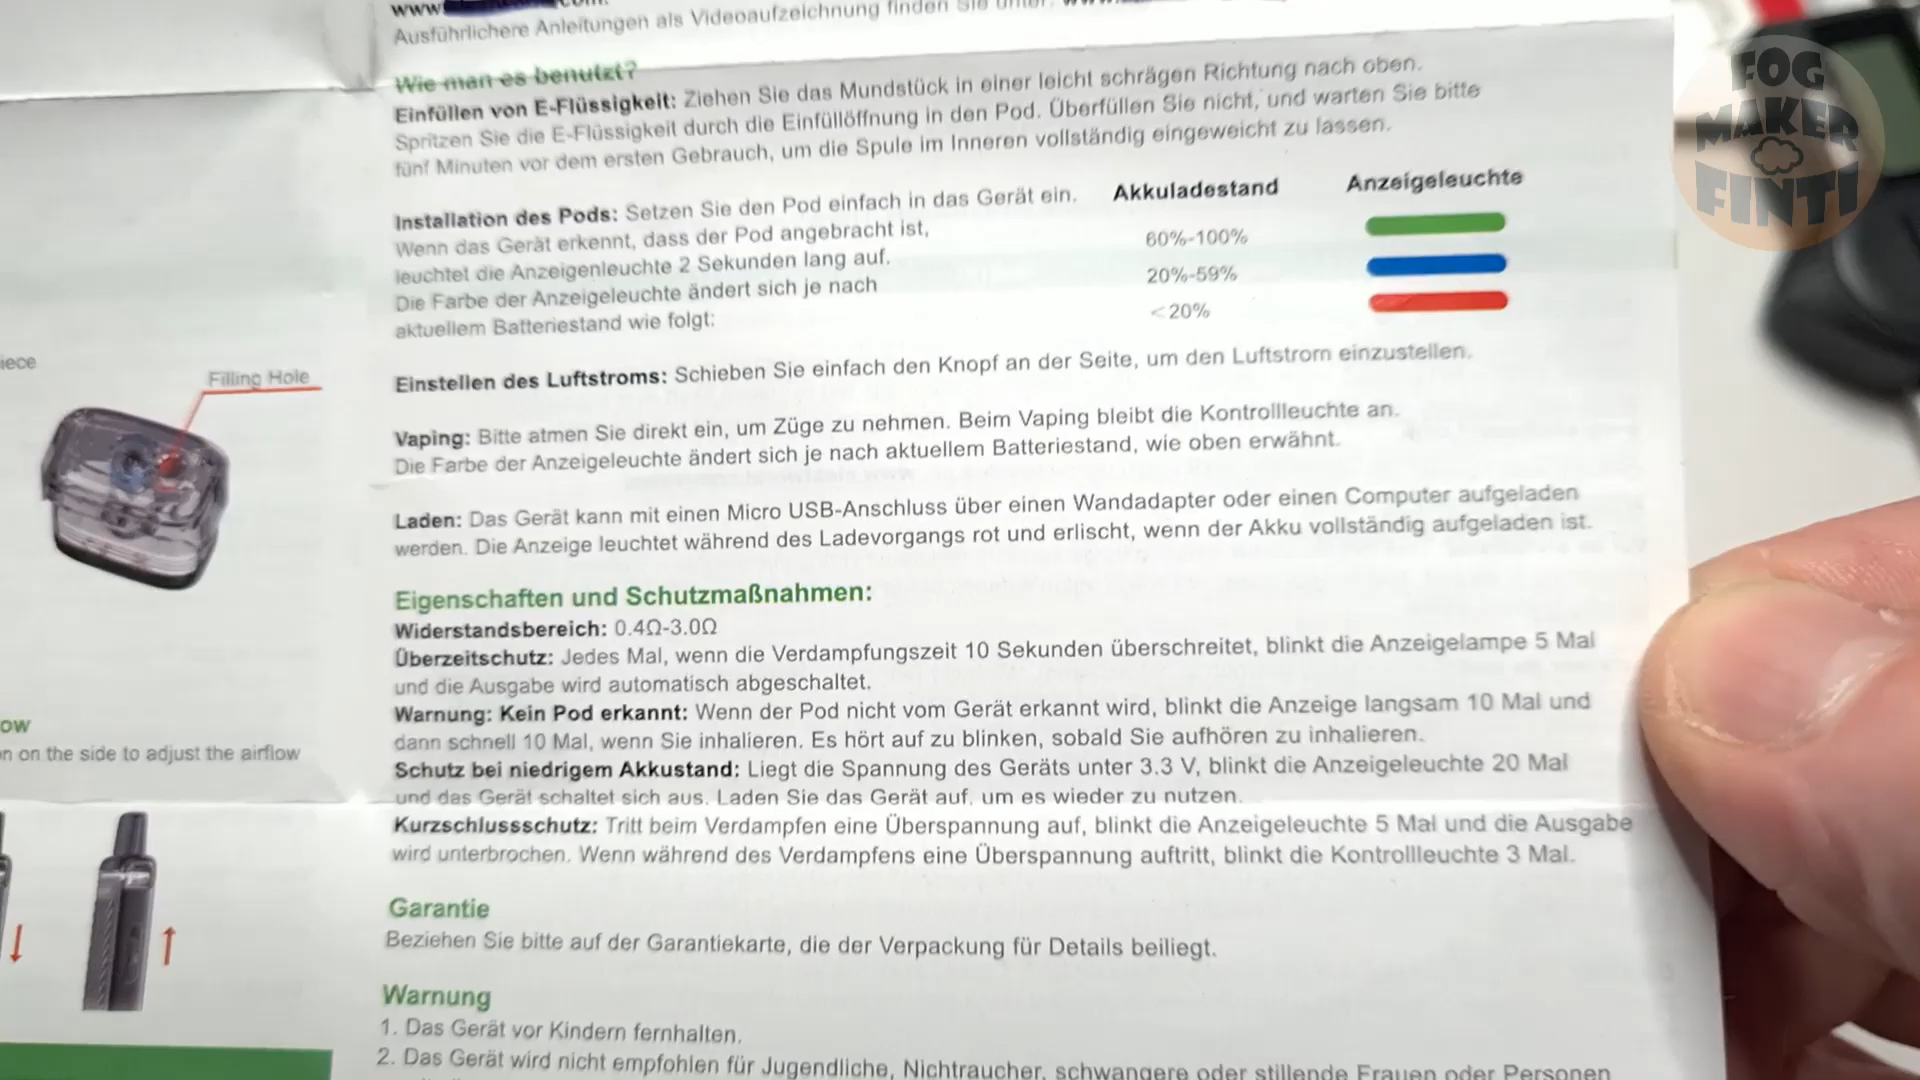 www
Ausführlichere Anleitungen als Videoaufzeichnung finden Sie unter:
Wie man es benutzt?
Einfüllen von E-Flüssigkeit: Ziehen Sie das Mundstück in einer leicht schrägen Richtung nach oben.
Spritzen Sie die E-Flüssigkeit durch die Einfüllöffnung in den Pod. Überfüllen Sie nicht, und warten Sie bitte
fünf Minuten vor dem ersten Gebrauch, um die Spule im Inneren vollständig eingeweicht zu lassen.
Installation des Pods: Setzen Sie den Pod einfach in das Gerät ein.
Wenn das Gerät erkennt, dass der Pod angebracht ist,
leuchtet die Anzeigenleuchte 2 Sekunden lang auf.
Die Farbe der Anzeigeleuchte ändert sich je nach
aktuellem Batteriestand wie folgt:
Akkuladestand Anzeigeleuchte
60%-100%
20%-59%
<20%
Einstellen des Luftstroms: Schieben Sie einfach den Knopf an der Seite, um den Luftstrom einzustellen.
Vaping: Bitte atmen Sie direkt ein, um Züge zu nehmen. Beim Vaping bleibt die Kontrollleuchte an.
Die Farbe der Anzeigeleuchte ändert sich je nach aktuellem Batteriestand, wie oben erwähnt.
Laden: Das Gerät kann mit einen Micro USB-Anschluss über einen Wandadapter oder einen Computer aufgeladen
werden. Die Anzeige leuchtet während des Ladevorgangs rot und erlischt, wenn der Akku vollständig aufgeladen ist.
Eigenschaften und Schutzmaßnahmen:
Widerstandsbereich: 0.4Ω-3.0Ω
Überzeitschutz: Jedes Mal, wenn die Verdampfungszeit 10 Sekunden überschreitet, blinkt die Anzeigelampe 5 Mal
und die Ausgabe wird automatisch abgeschaltet.
Warnung: Kein Pod erkannt: Wenn der Pod nicht vom Gerät erkannt wird, blinkt die Anzeige langsam 10 Mal und
dann schnell 10 Mal, wenn Sie inhalieren. Es hört auf zu blinken, sobald Sie aufhören zu inhalieren.
Schutz bei niedrigem Akkustand: Liegt die Spannung des Geräts unter 3.3 V, blinkt die Anzeigeleuchte 20 Mal
und das Gerät schaltet sich aus. Laden Sie das Gerät auf, um es wieder zu nutzen.
Kurzschlussschutz: Tritt beim Verdampfen eine Überspannung auf, blinkt die Anzeigeleuchte 5 Mal und die Ausgabe
wird unterbrochen. Wenn während des Verdampfens eine Überspannung auftritt, blinkt die Kontrollleuchte 3 Mal.
Garantie
Beziehen Sie bitte auf der Garantiekarte, die der Verpackung für Details beiliegt.
Warnung
1. Das Gerät vor Kindern fernhalten.
2. Das Gerät wird nicht empfohlen für Jugendliche, Nichtraucher, schwangere oder stillende Frauen oder Personen
iece
Filling Hole
ow
n on the side to adjust the airflow
FOG
MAKER
FINTI